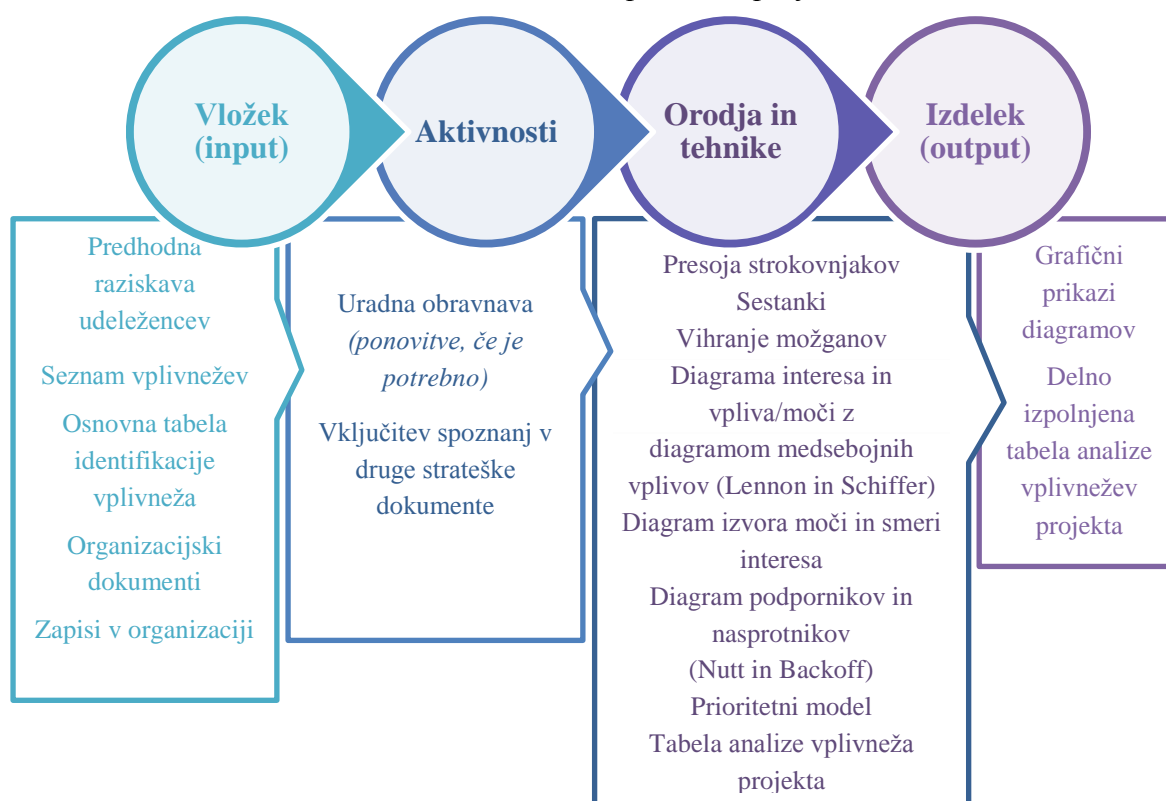 Vložek
(input)
Aktivnosti
Orodja in
tehnike
Izdelek
(output)
Predhodna
raziskava
udeležencev
Seznam vplivnežev
Osnovna tabela
identifikacije
vplivneža
Organizacijski
dokumenti
Zapisi v organizaciji
Uradna obravnava
(ponovitve, če je
potrebno)
Vključitev spoznanj v
druge strateške
dokumente
Presoja strokovnjakov
Sestanki
Vihranje možganov
Diagrama interesa in
vpliva/moči z
diagramom medsebojnih
vplivov (Lennon in Schiffer)
Diagram izvora moči in smeri
interesa
Diagram podpornikov in
nasprotnikov
(Nutt in Backoff)
Prioritetni model
Tabela analize vplivneža
projekta
Grafični
prikazi
diagramov
Delno
izpolnjena
tabela analize
vplivnežev
projekta